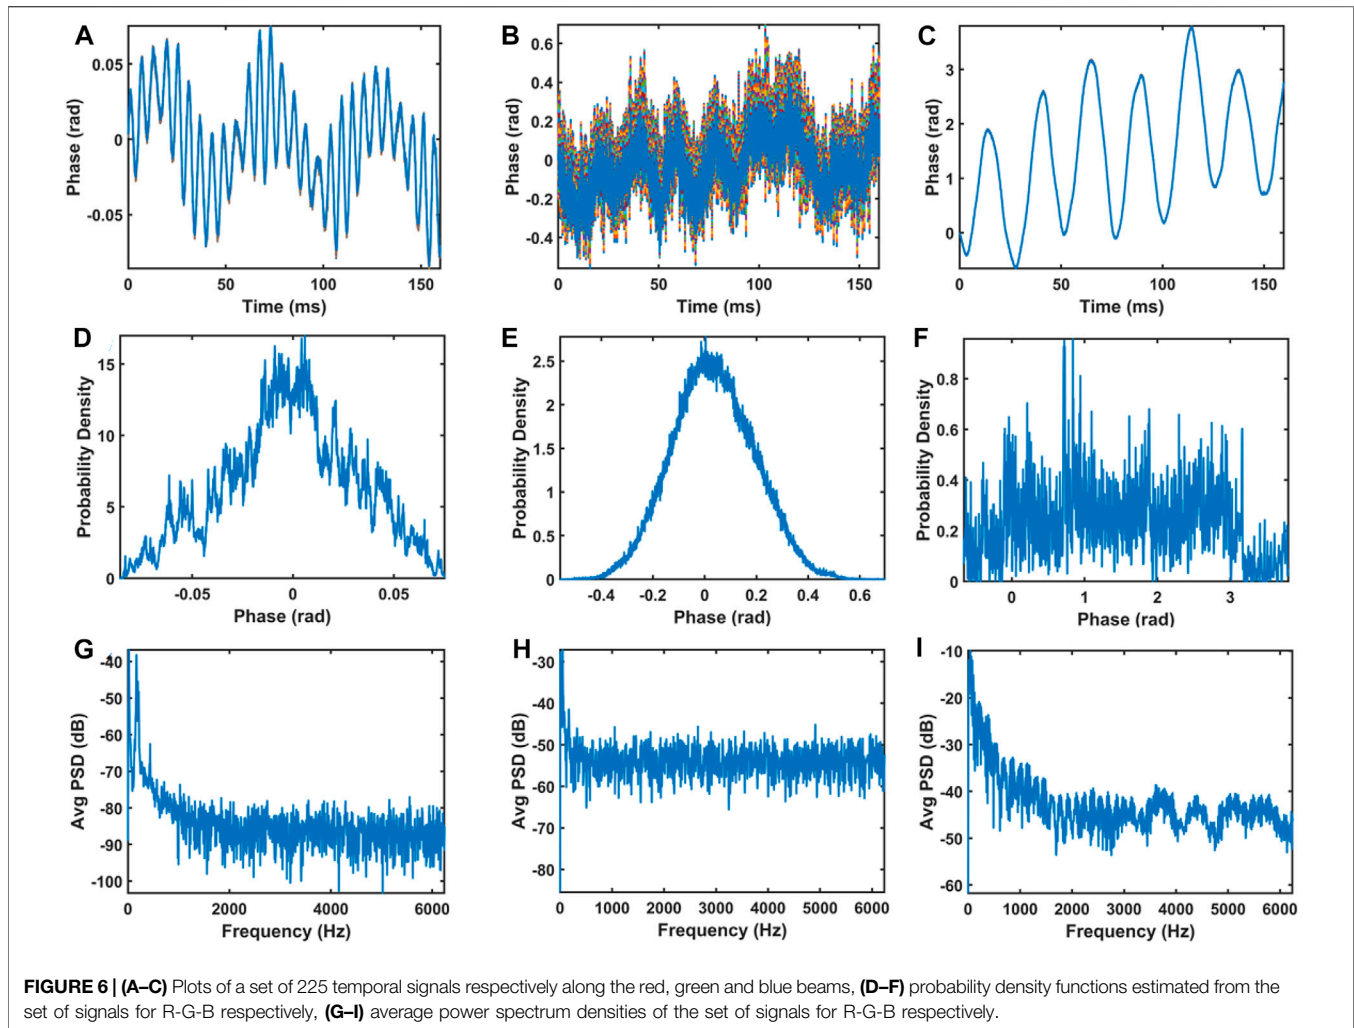 A
0.05
0
-0.05
Phase (rad)
0 50 100 150
Time (ms)
B
0.6
0.4
0.2
0
-0.2
-0.4
Phase (rad)
0 50 100 150
Time (ms)
C
3
2
1
0
Phase (rad)
0 50 100 150
Time (ms)
D
15
10
5
0
Probability Density
-0.05 0 0.05
Phase (rad)
E
2.5
2
1.5
1
0.5
0
Probability Density
-0.4 -0.2 0 0.2 0.4 0.6
Phase (rad)
F
0.8
0.6
0.4
0.2
0
Probability Density
0 1 2 3
Phase (rad)
G
-40
-50
-60
-70
-80
-90
-100
Avg PSD (dB)
0 2000 4000 6000
Frequency (Hz)
H
-30
-40
-50
-60
-70
-80
Avg PSD (dB)
0 1000 2000 3000 4000 5000 6000
Frequency (Hz)
I
-10
-20
-30
-40
-50
-60
Avg PSD (dB)
0 1000 2000 3000 4000 5000 6000
Frequency (Hz)
FIGURE 6 | (A–C) Plots of a set of 225 temporal signals respectively along the red, green and blue beams, (D–F) probability density functions estimated from the
set of signals for R-G-B respectively, (G–I) average power spectrum densities of the set of signals for R-G-B respectively.